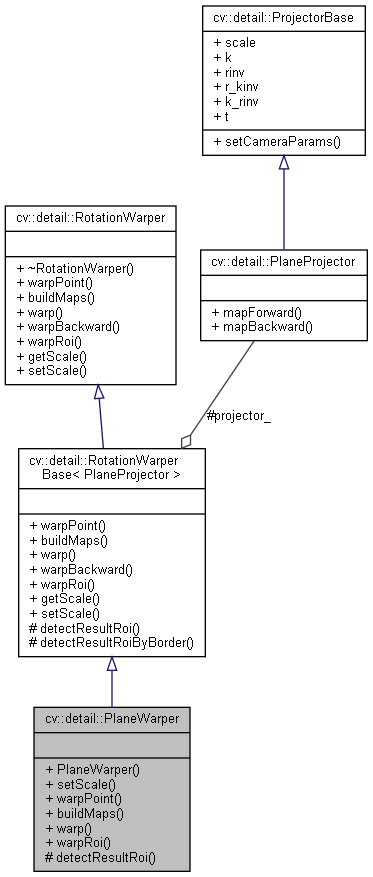 cv::detail::ProjectorBase
+ scale
+ k
+ rinv
+ r_kinv
+ k_rinv
+ t
+ setCameraParams()
cv::detail::RotationWarper
+ ~RotationWarper()
+ warpPoint()
+ buildMaps()
+ warp()
+ warpBackward()
+ warpRoi()
+ getScale()
+ setScale()
cv::detail::PlaneProjector
+ mapForward()
+ mapBackward()
#projector_
cv::detail::RotationWarper
Base< PlaneProjector >
+ warpPoint()
+ buildMaps()
+ warp()
+ warpBackward()
+ warpRoi()
+ getScale()
+ setScale()
# detectResultRoi()
# detectResultRoiByBorder()
cv::detail::PlaneWarper
+ PlaneWarper()
+ setScale()
+ warpPoint()
+ buildMaps()
+ warp()
+ warpRoi()
# detectResultRoi()